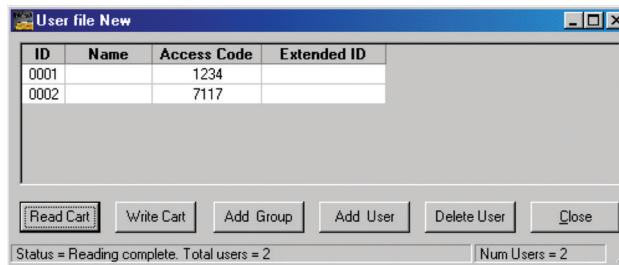 User file New
ID Name Access Code Extended ID
0001 1234
0002 7117
Read Cart Write Cart Add Group Add User Delete User Close
Status = Reading complete. Total users = 2 Num Users = 2